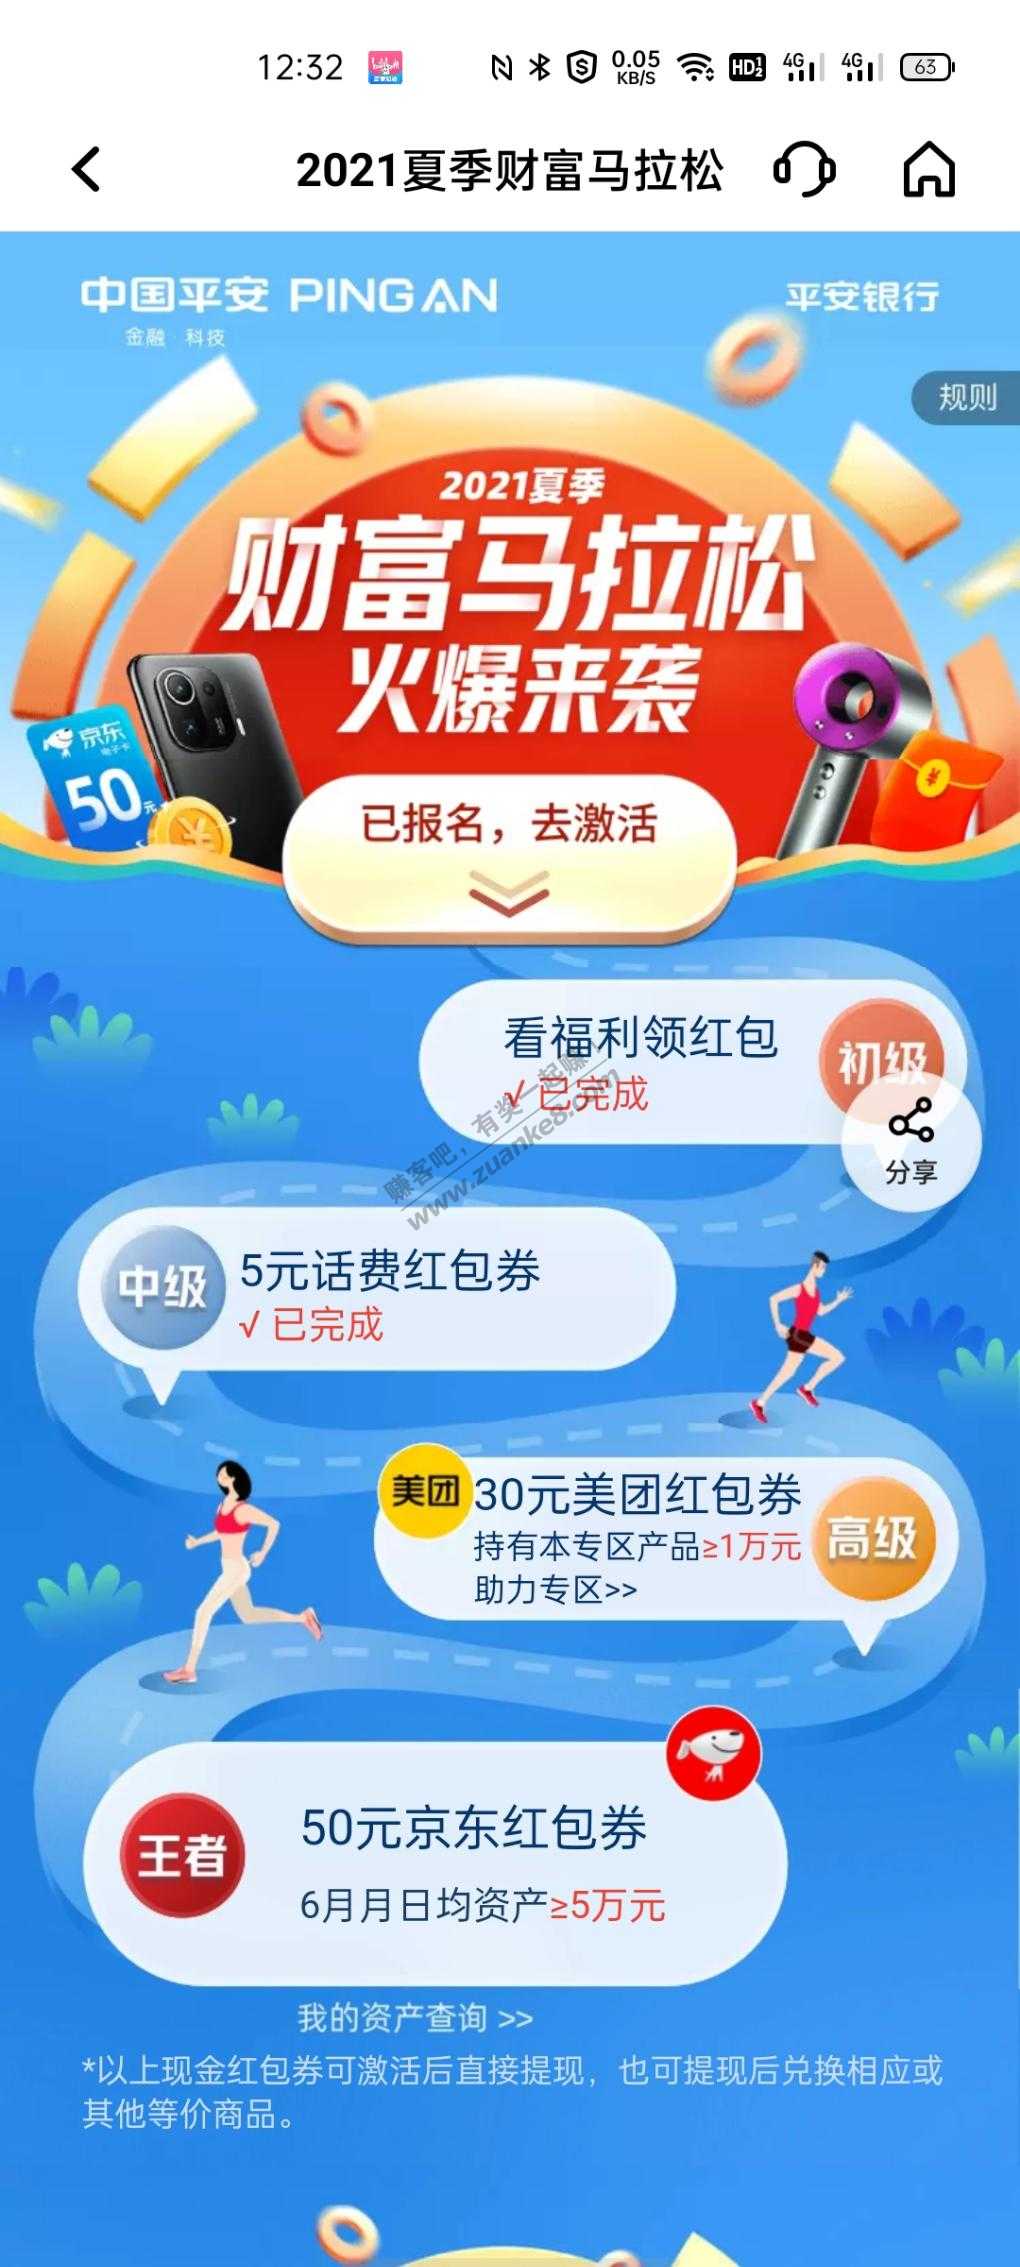 12:32
0.05
KB/S
HD
4G
4G
63
2021夏季财富马拉松
中国平安 PING AN
金融·科技
平安银行
规则
2021夏季
财富马拉松
火爆来袭
京东
电子卡
50元
已报名，去激活
看福利领红包
√ 已完成
初级
分享
赚客吧，有奖一起赚！
www.zuanke8.com
中级
5元话费红包券
√ 已完成
美团
30元美团红包券
持有本专区产品≥1万元
助力专区>>
高级
王者
50元京东红包券
6月月日均资产≥5万元
我的资产查询 >>
*以上现金红包券可激活后直接提现，也可提现后兑换相应或
其他等价商品。